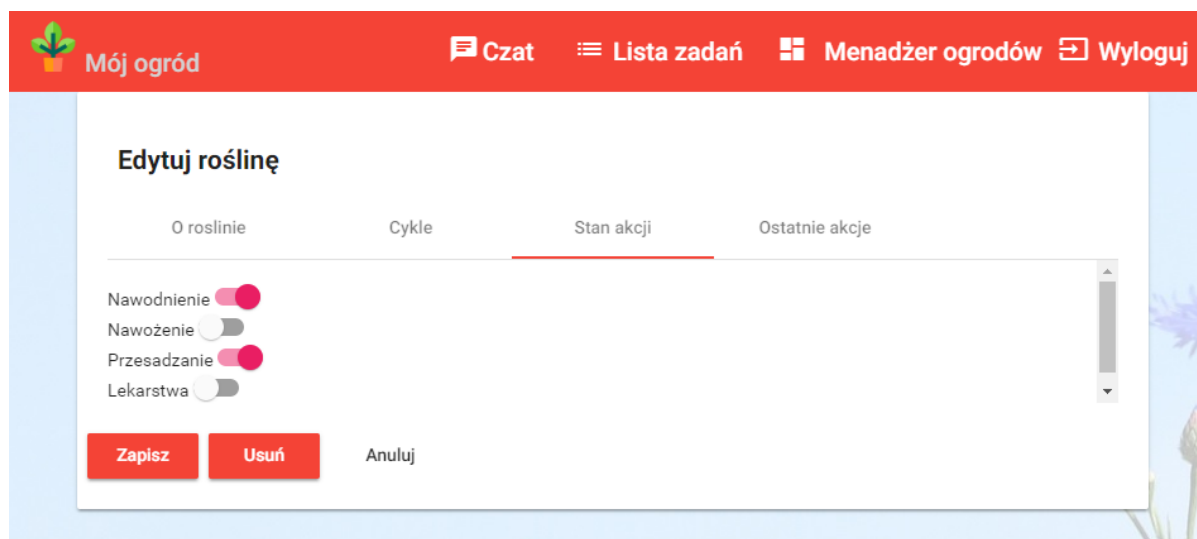 Mój ogród Czat Lista zadań Menadżer ogrodów Wyloguj
Edytuj roślinę
O roslinie Cykle Stan akcji Ostatnie akcje
Nawodnienie
Nawożenie
Przesadzanie
Lekarstwa
Zapisz Usuń Anuluj